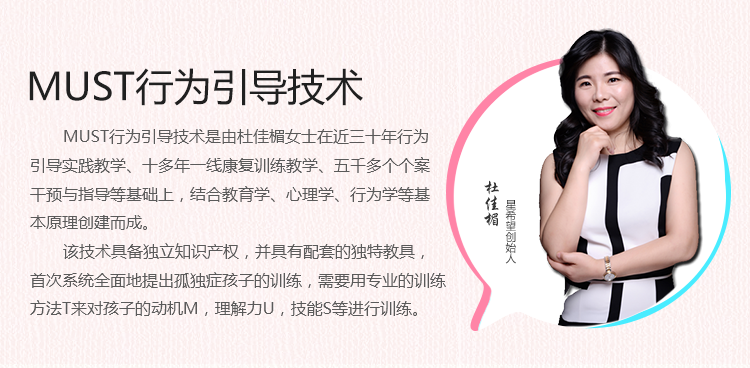 MUST行为引导技术
MUST行为引导技术是由杜佳楣女士在近三十年行为
引导实践教学、十多年一线康复训练教学、五千多个个案
干预与指导等基础上，结合教育学、心理学、行为学等基
本原理创建而成。
该技术具备独立知识产权，并具有配套的独特教具，
首次系统全面地提出孤独症孩子的训练，需要用专业的训练
方法T来对孩子的动机M，理解力U，技能S等进行训练。
杜佳楣
星希望创始人